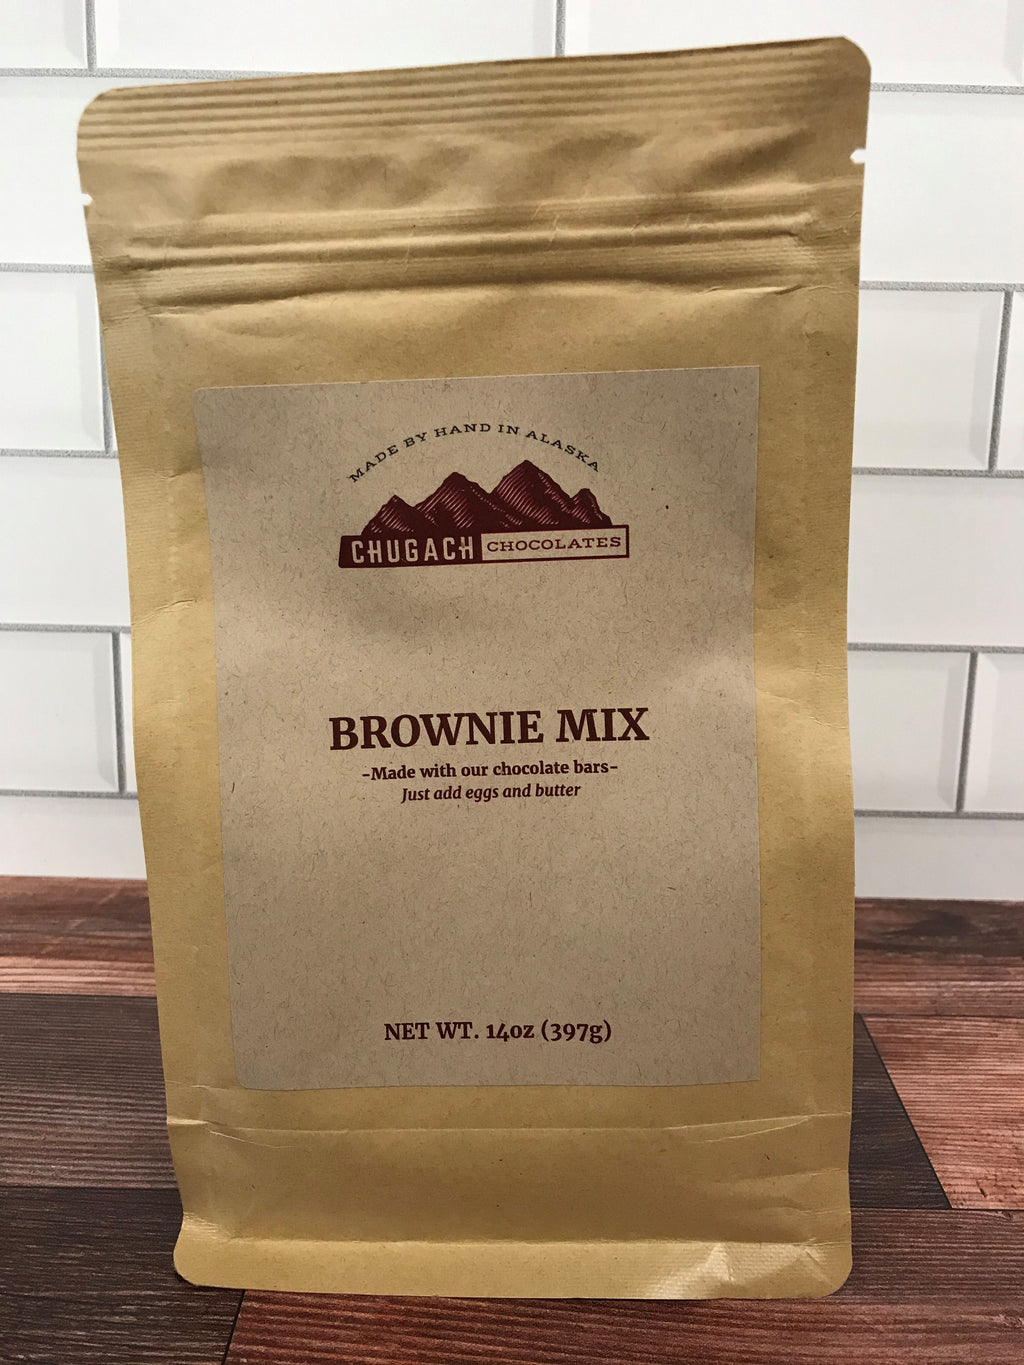 MADE BY HAND IN ALASKA
CHUGACH CHOCOLATES
BROWNIE MIX
-Made with our chocolate bars-
Just add eggs and butter
NET WT. 14oz (397g)